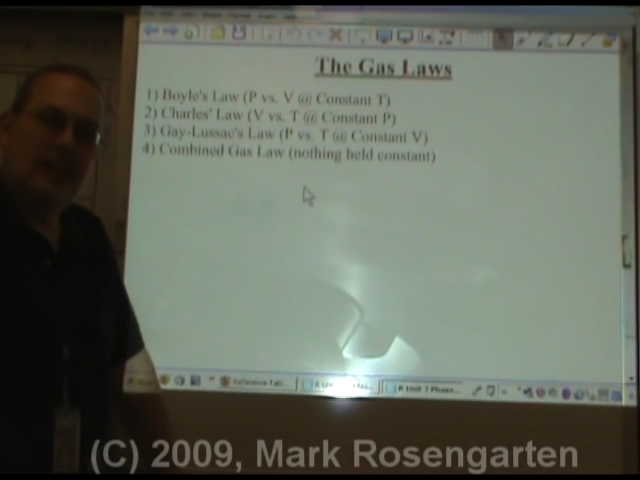 The Gas Laws
1) Boyle's Law (P vs. V @ Constant T)
2) Charles' Law (V vs. T @ Constant P)
3) Gay-Lussac's Law (P vs. T @ Constant V)
4) Combined Gas Law (nothing held constant)
(C) 2009, Mark Rosengarten